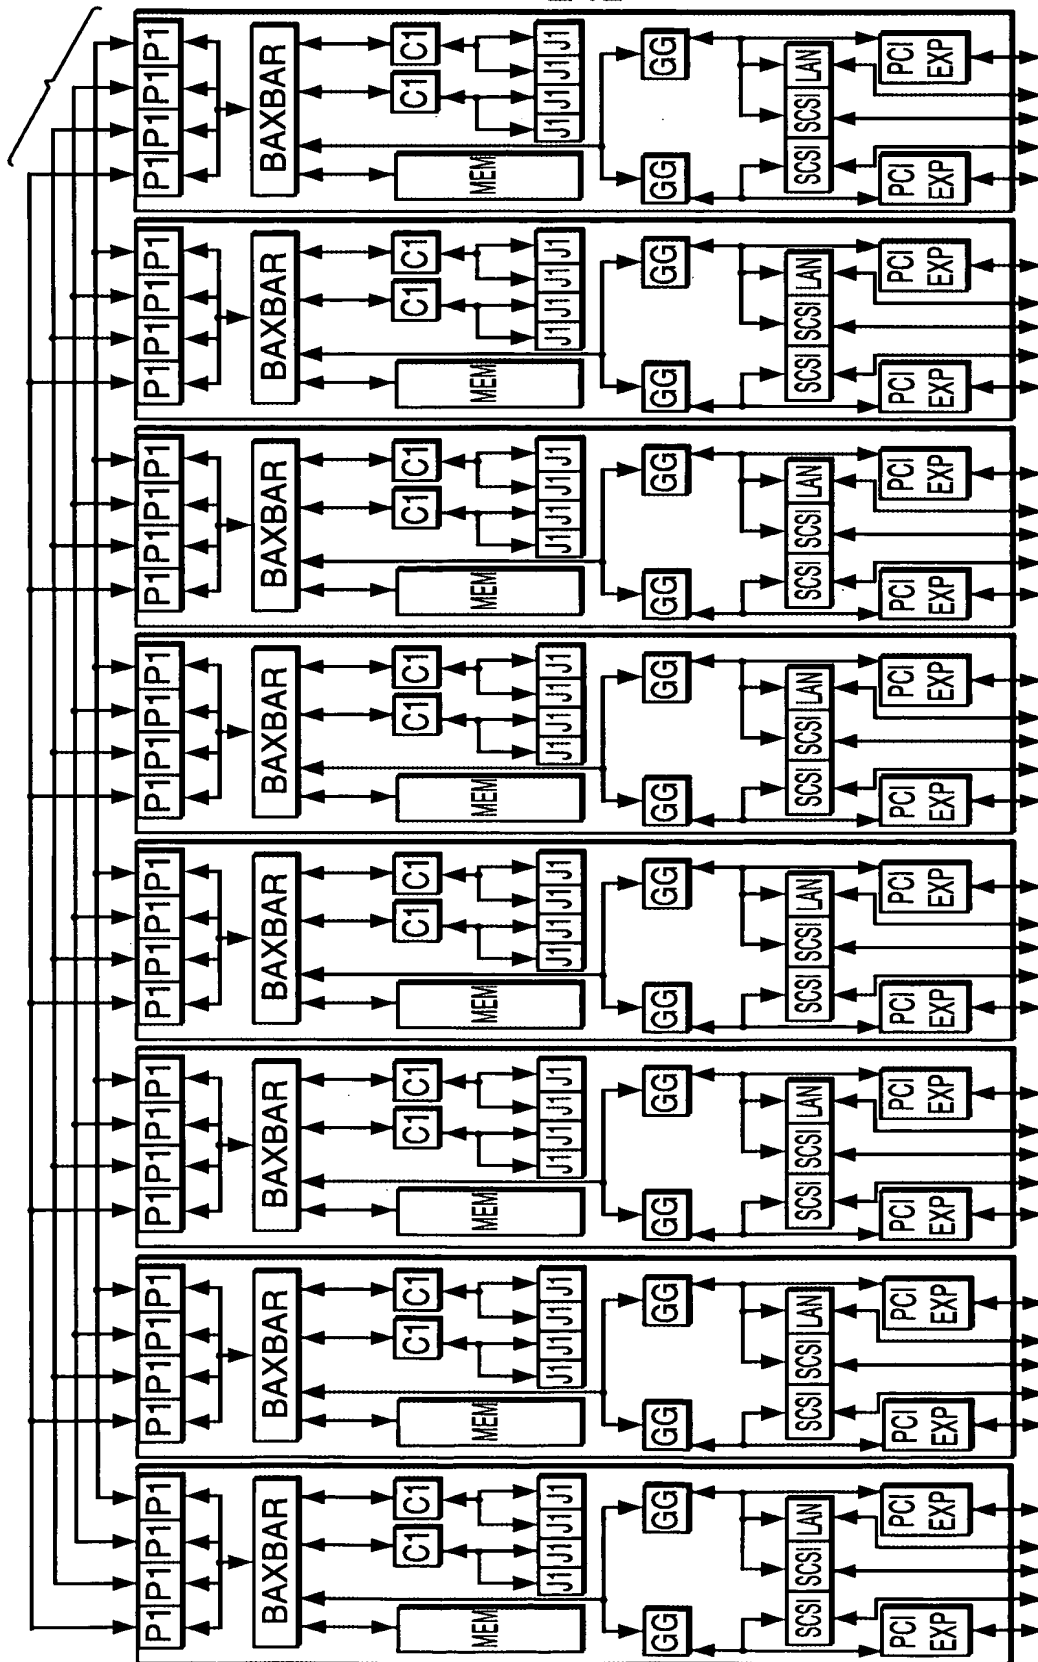 P1 P1 P1 P1
BAXBAR
MEM C1 C1
J1 J1 J1 J1
GG GG
SCSI SCSI LAN
PCI PCI
EXP EXP
P1 P1 P1 P1
BAXBAR
MEM C1 C1
J1 J1 J1 J1
GG GG
SCSI SCSI LAN
PCI PCI
EXP EXP
P1 P1 P1 P1
BAXBAR
MEM C1 C1
J1 J1 J1 J1
GG GG
SCSI SCSI LAN
PCI PCI
EXP EXP
P1 P1 P1 P1
BAXBAR
MEM C1 C1
J1 J1 J1 J1
GG GG
SCSI SCSI LAN
PCI PCI
EXP EXP
P1 P1 P1 P1
BAXBAR
MEM C1 C1
J1 J1 J1 J1
GG GG
SCSI SCSI LAN
PCI PCI
EXP EXP
P1 P1 P1 P1
BAXBAR
MEM C1 C1
J1 J1 J1 J1
GG GG
SCSI SCSI LAN
PCI PCI
EXP EXP
P1 P1 P1 P1
BAXBAR
MEM C1 C1
J1 J1 J1 J1
GG GG
SCSI SCSI LAN
PCI PCI
EXP EXP
P1 P1 P1 P1
BAXBAR
MEM C1 C1
J1 J1 J1 J1
GG GG
SCSI SCSI LAN
PCI PCI
EXP EXP